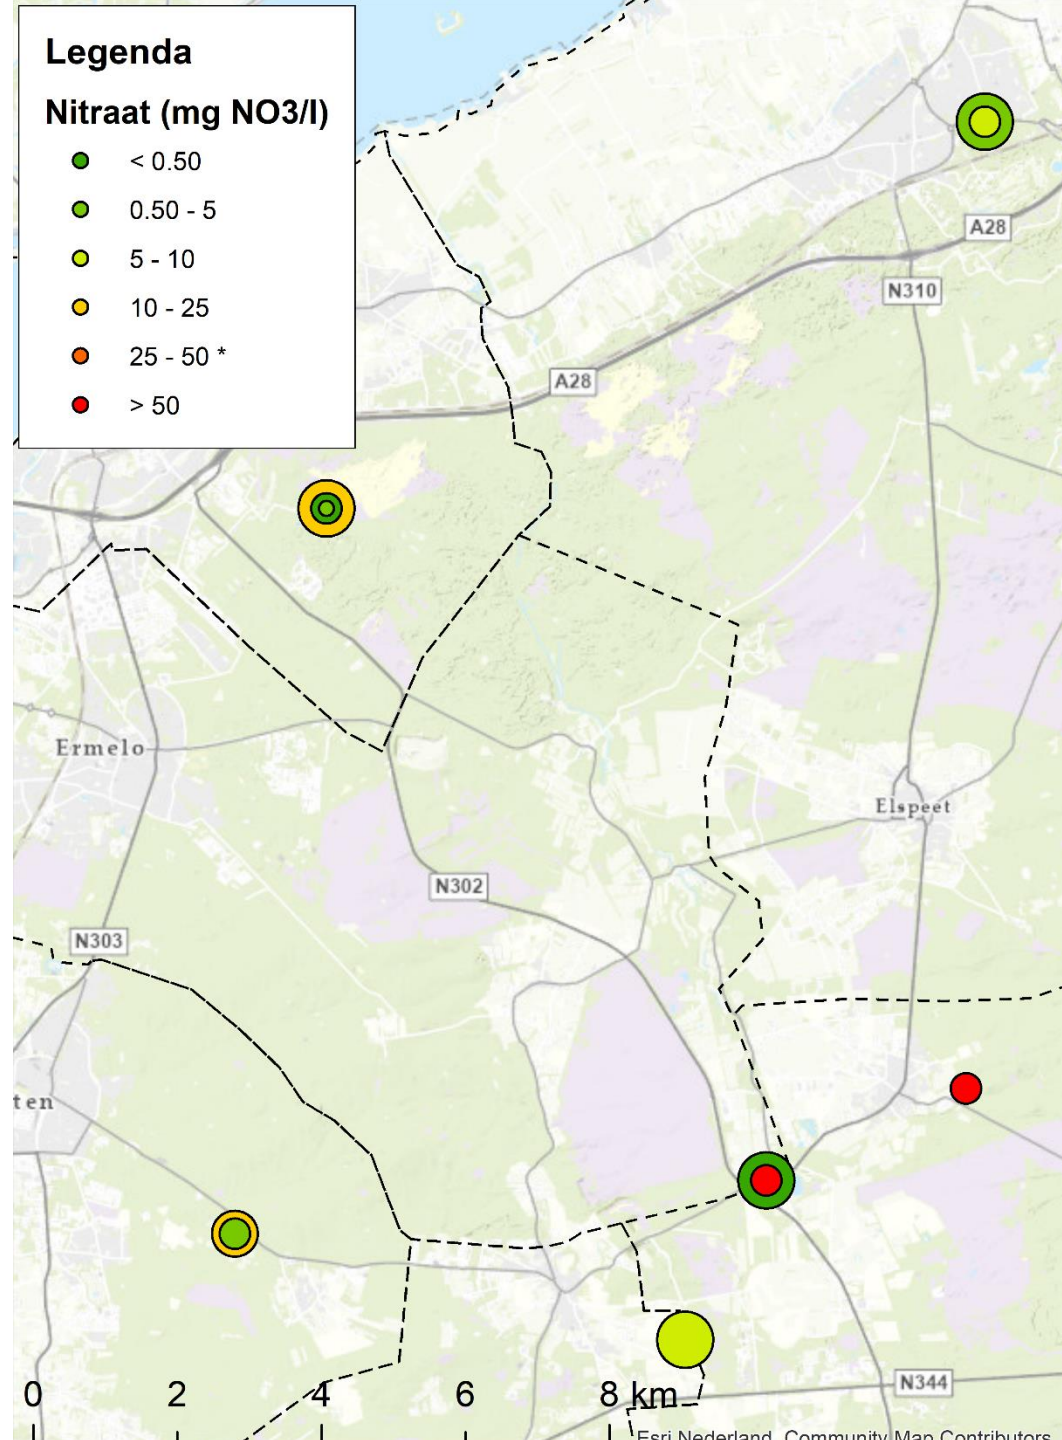 Legenda
Nitraat (mg NO3/l)
< 0.50
0.50 - 5
5 - 10
10 - 25
25 - 50 *
> 50
A28
N310
A28
Ermelo
Elspeet
N302
N303
ten
N344
0 2 4 6 8 km
Esri Nederland, Community Map Contributors